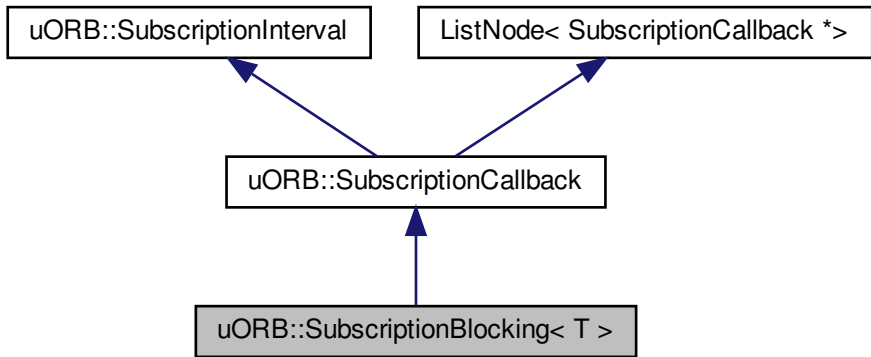 uORB::SubscriptionInterval
ListNode< SubscriptionCallback *>
uORB::SubscriptionCallback
uORB::SubscriptionBlocking< T >